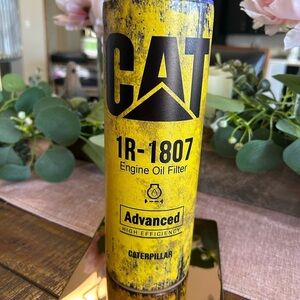 CAT
1R-1807
Engine Oil Filter
Advanced
HIGH EFFICIENCY
CATERPILLAR